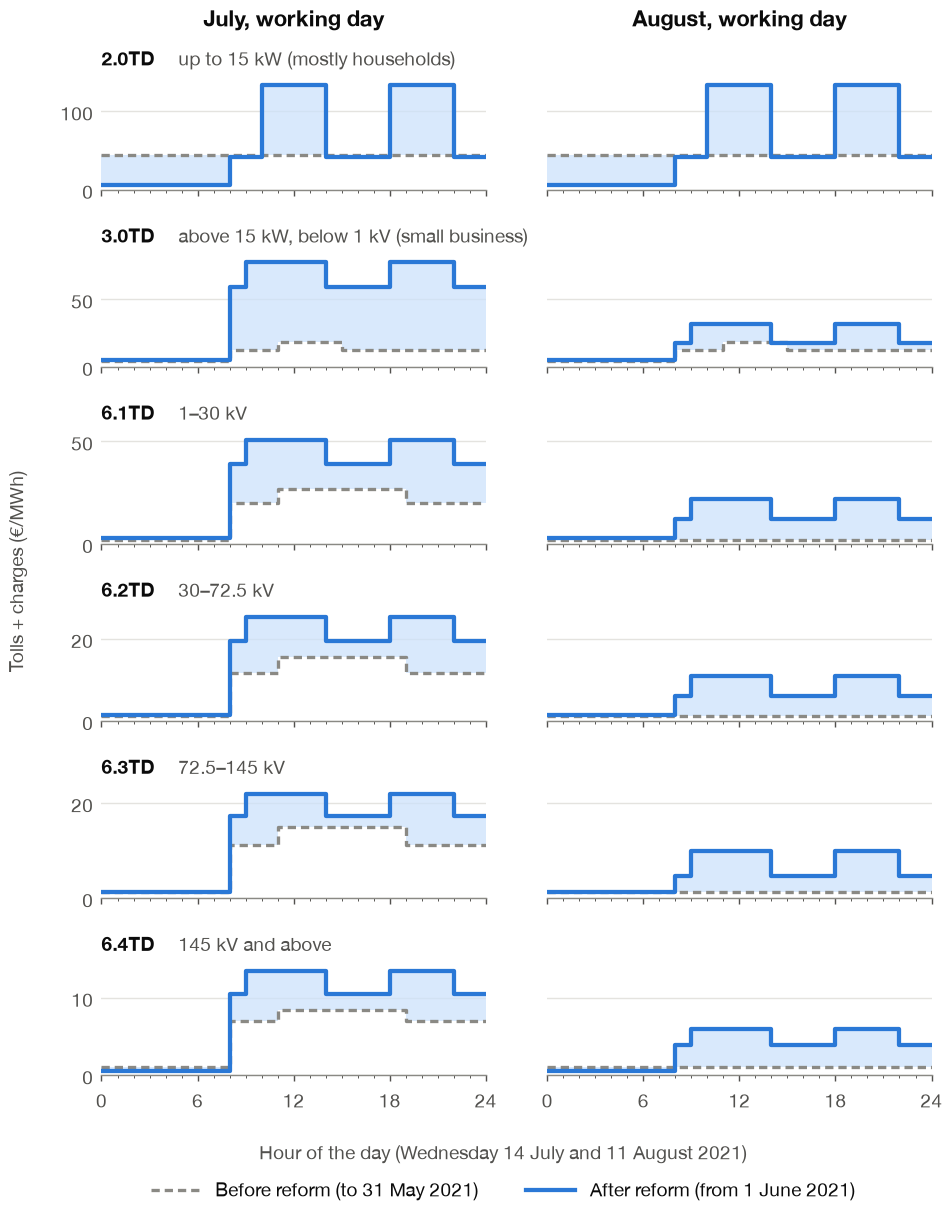 July, working day
August, working day
2.0TD up to 15 kW (mostly households)
100
0
3.0TD above 15 kW, below 1 kV (small business)
50
0
6.1TD 1–30 kV
50
0
6.2TD 30–72.5 kV
20
0
6.3TD 72.5–145 kV
20
0
6.4TD 145 kV and above
10
0
0 6 12 18 24
0 6 12 18 24
Tolls + charges (€/MWh)
Hour of the day (Wednesday 14 July and 11 August 2021)
Before reform (to 31 May 2021)
After reform (from 1 June 2021)